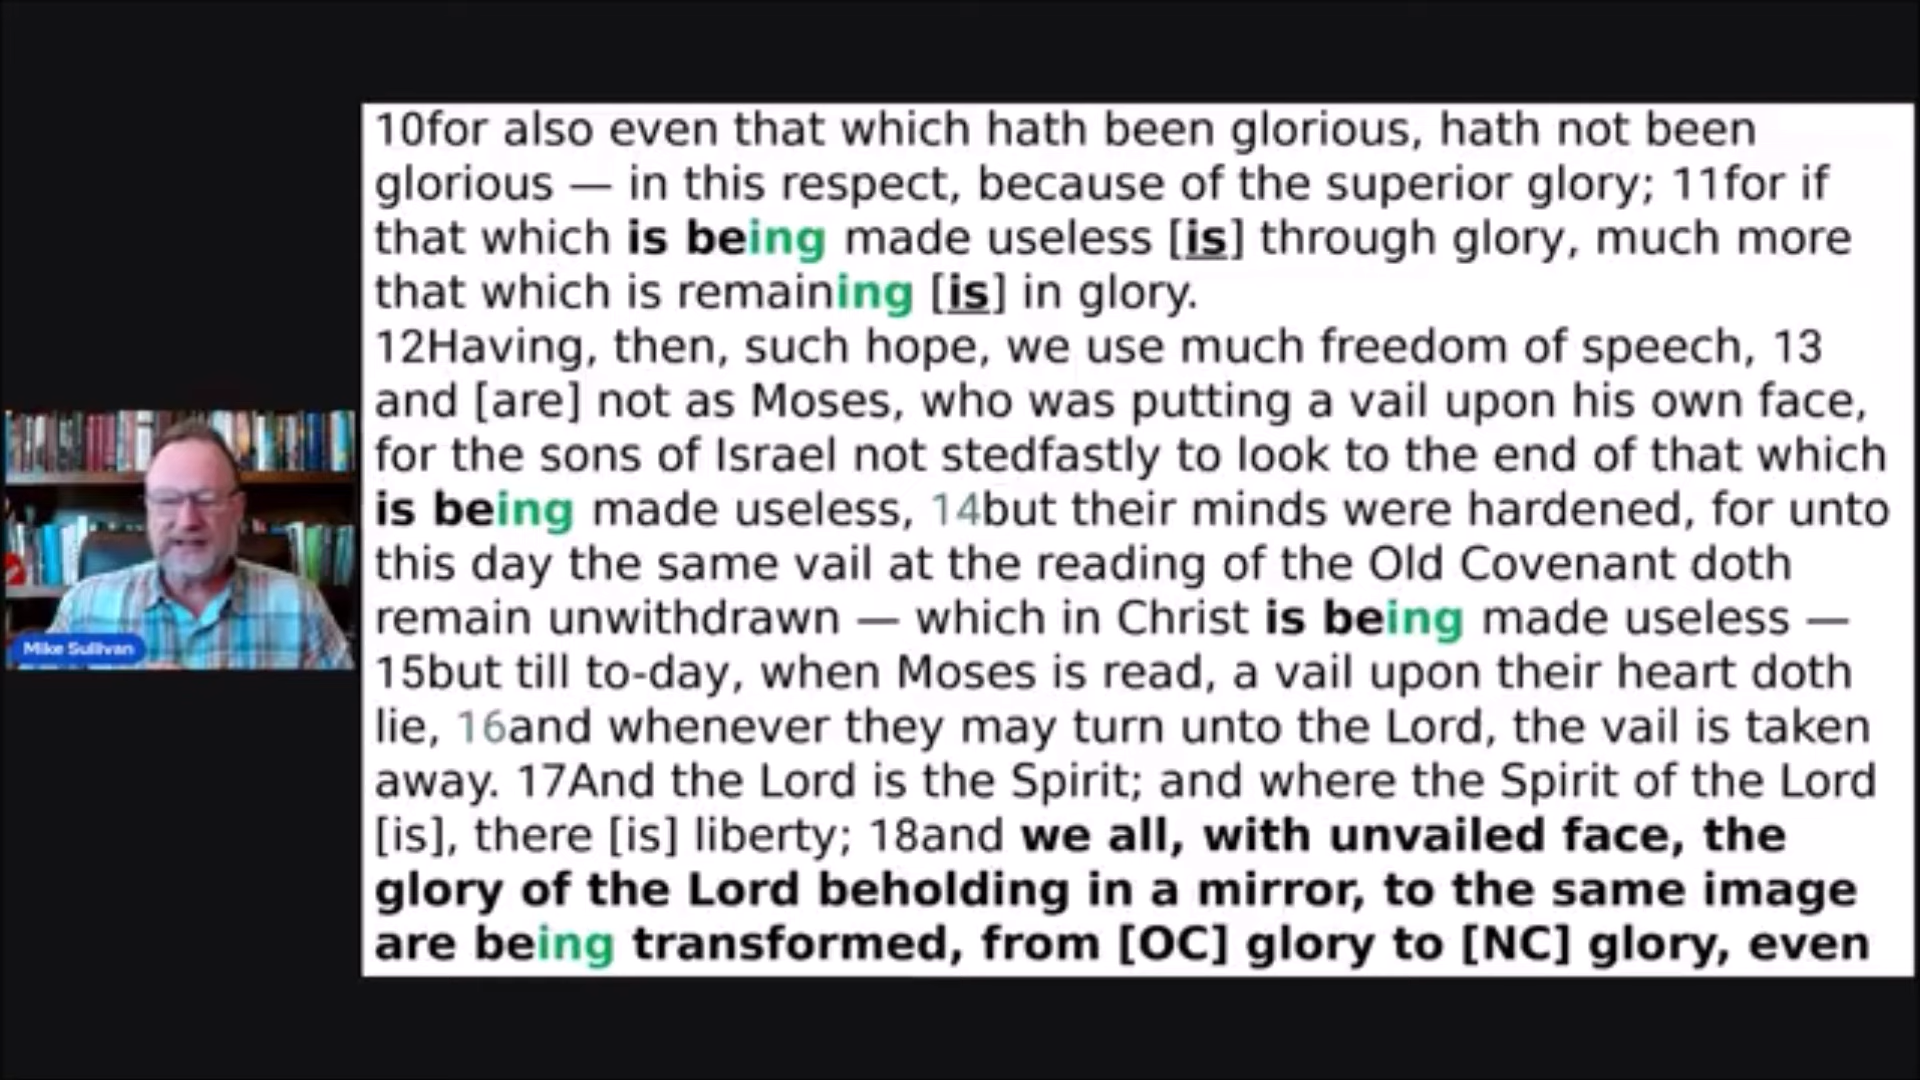 10for also even that which hath been glorious, hath not been
glorious — in this respect, because of the superior glory; 11for if
that which is being made useless [is] through glory, much more
that which is remaining [is] in glory.
12Having, then, such hope, we use much freedom of speech, 13
and [are] not as Moses, who was putting a vail upon his own face,
for the sons of Israel not stedfastly to look to the end of that which
is being made useless, 14but their minds were hardened, for unto
this day the same vail at the reading of the Old Covenant doth
remain unwithdrawn — which in Christ is being made useless —
15but till to-day, when Moses is read, a vail upon their heart doth
lie, 16and whenever they may turn unto the Lord, the vail is taken
away. 17And the Lord is the Spirit; and where the Spirit of the Lord
[is], there [is] liberty; 18and we all, with unvailed face, the
glory of the Lord beholding in a mirror, to the same image
are being transformed, from [OC] glory to [NC] glory, even
Mike Sullivan